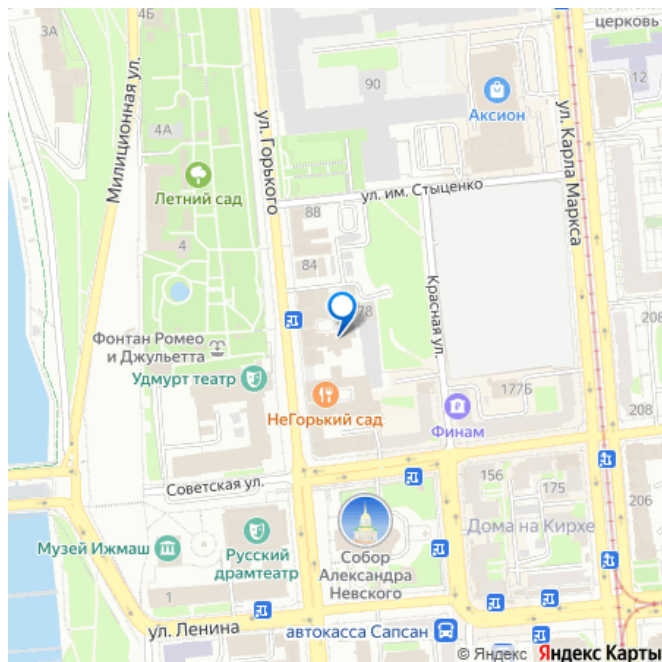 4Б
3А
церковь
90
12
Аксион
Милиционная ул.
ул. Горького
ул. Карла Маркса
4А
Летний сад
ул. им. Стыценко
88
4
84
Красная ул.
78
208
Фонтан Ромео
и Джульетта
Удмурт театр
177Б
НеГорький сад
Финам
208
156
175
206
Советская ул.
Дома на Кирхе
Музей Ижмаш
Русский
драмтеатр
Собор
Александра
Невского
1
ул. Ленина
автокасса Сапсан
© Яндекс Яндекс Карты